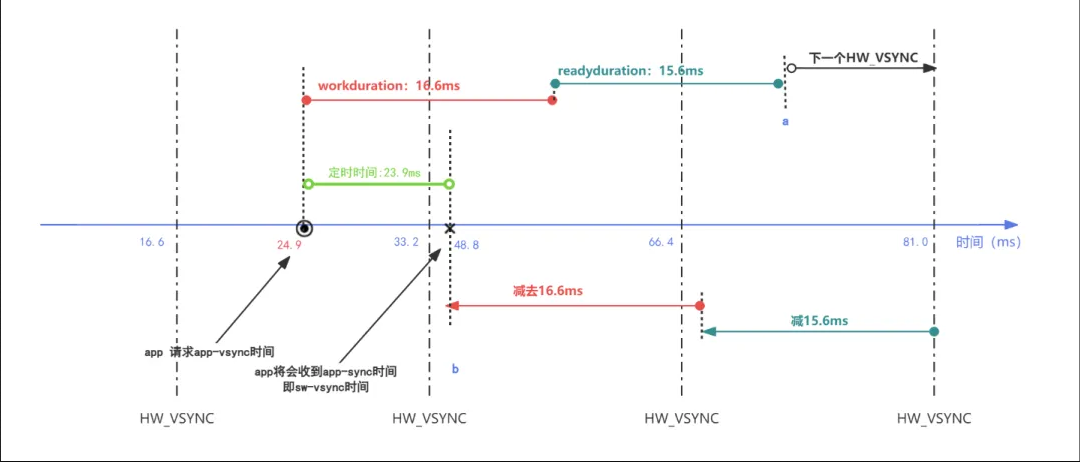 下一个HW_VSYNC
readyduration：15.6ms
workduration：16.6ms
a
定时时间:23.9ms
16.6
24.9
33.2
48.8
66.4
81.0
时间（ms）
减去16.6ms
减15.6ms
app 请求app-vsync时间
app将会收到app-sync时间
即sw-vsync时间
b
HW_VSYNC
HW_VSYNC
HW_VSYNC
HW_VSYNC